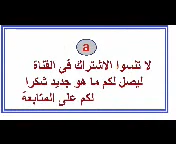 a
لا تنسوا الاشتراك في القناة
ليصل لكم ما هو جديد شكرا
لكم على المتابعة